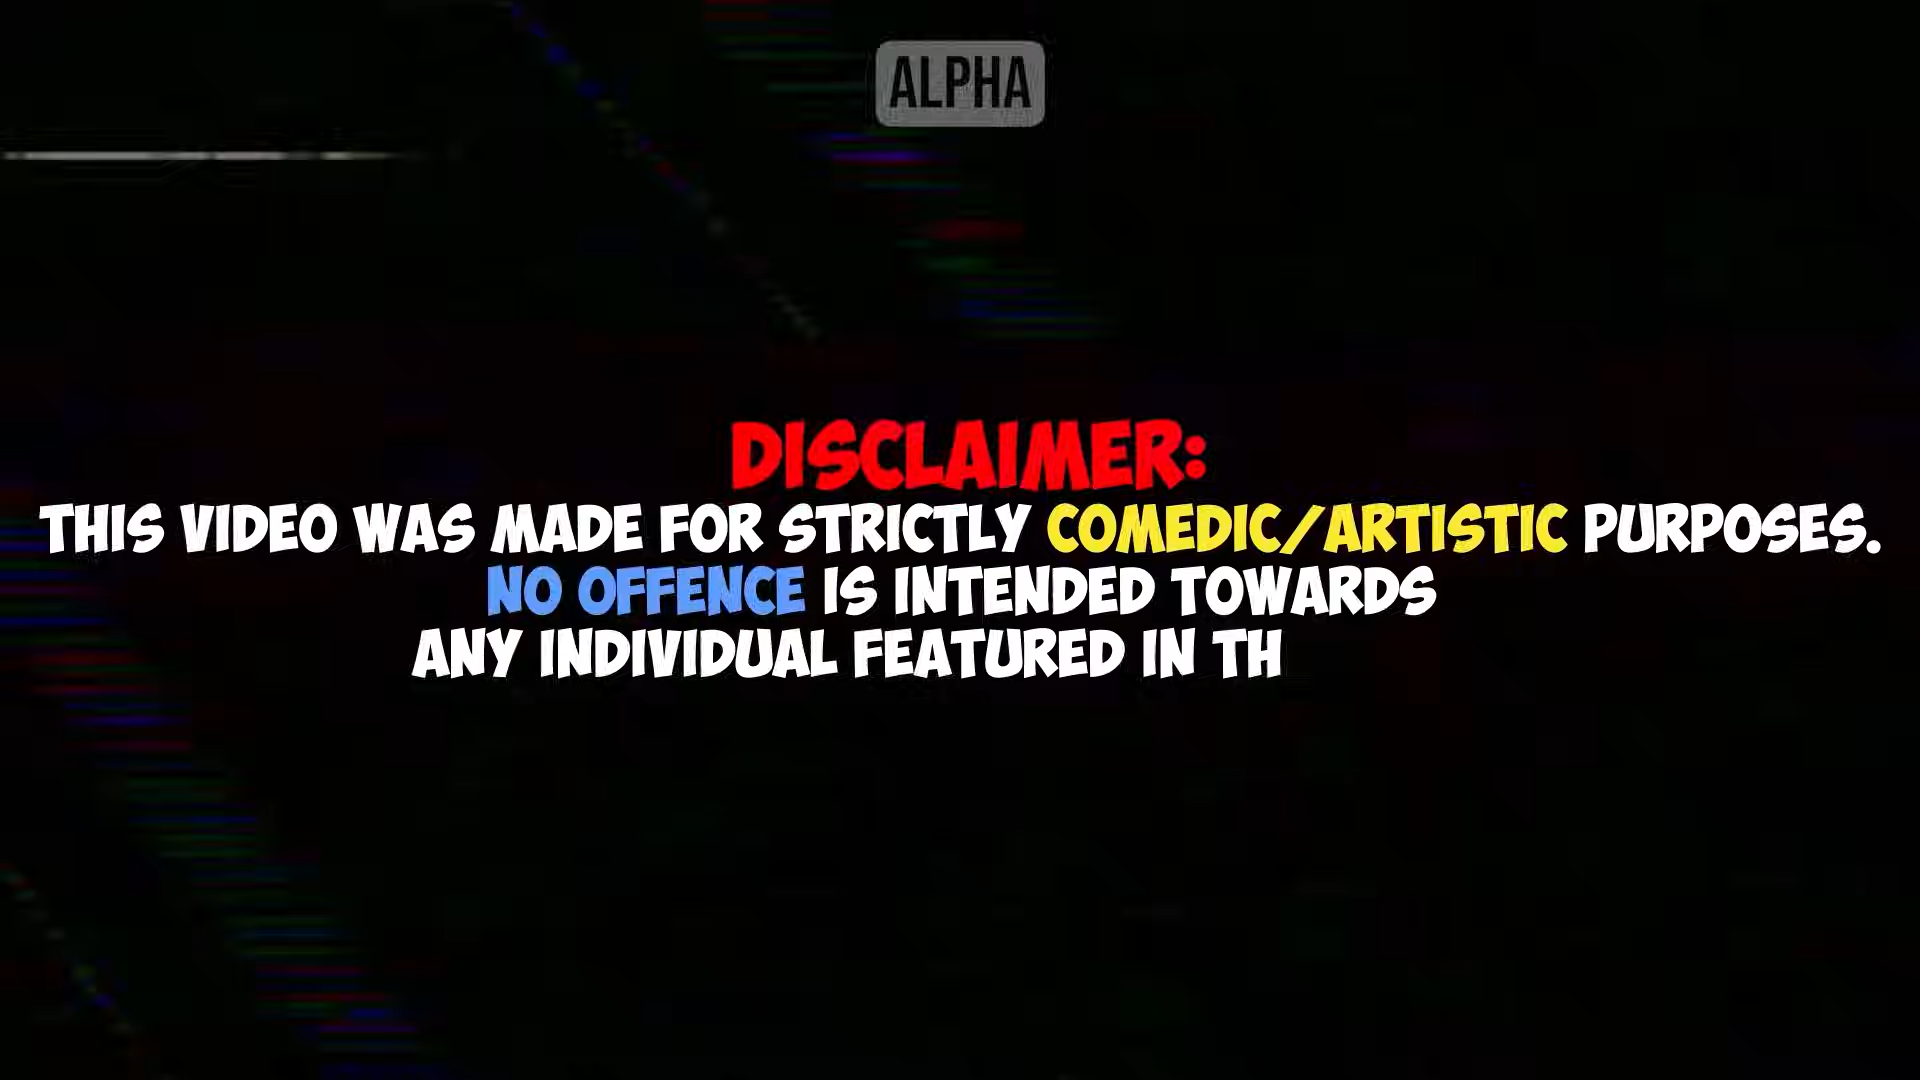 ALPHA
DISCLAIMER:
THIS VIDEO WAS MADE FOR STRICTLY COMEDIC/ARTISTIC PURPOSES.
NO OFFENCE IS INTENDED TOWARDS
ANY INDIVIDUAL FEATURED IN TH